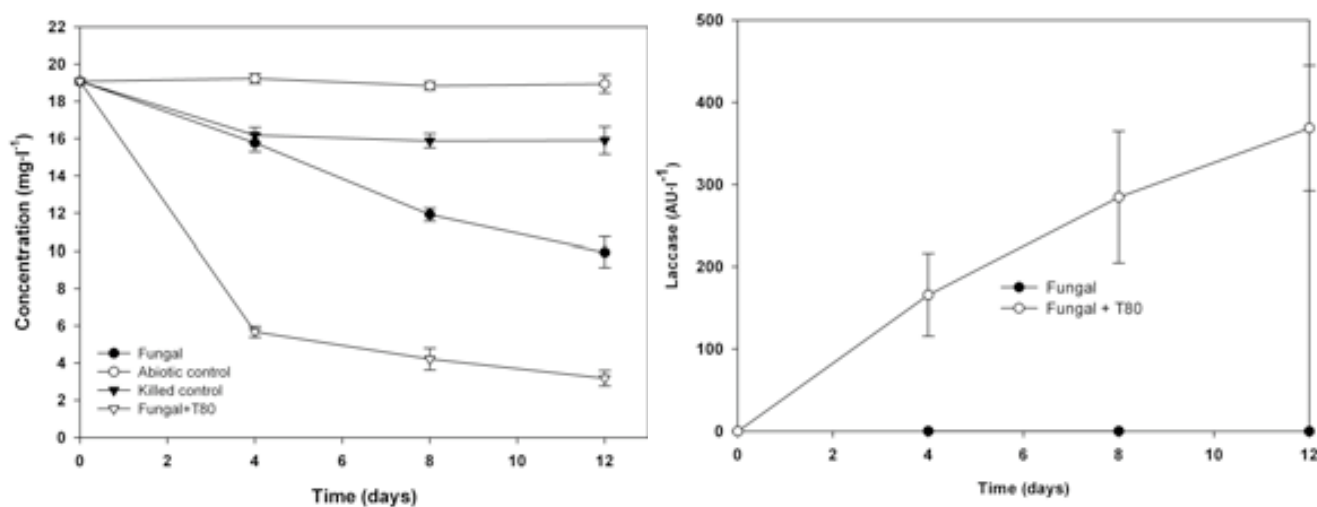 22
20
18
16
14
12
10
8
6
4
2
0
Concentration (mg·l⁻¹)
Fungal
Abiotic control
Killed control
Fungal+T80
0 2 4 6 8 10 12
Time (days)
500
400
300
200
100
0
Laccase (AU·l⁻¹)
Fungal
Fungal + T80
0 2 4 6 8 10 12
Time (days)